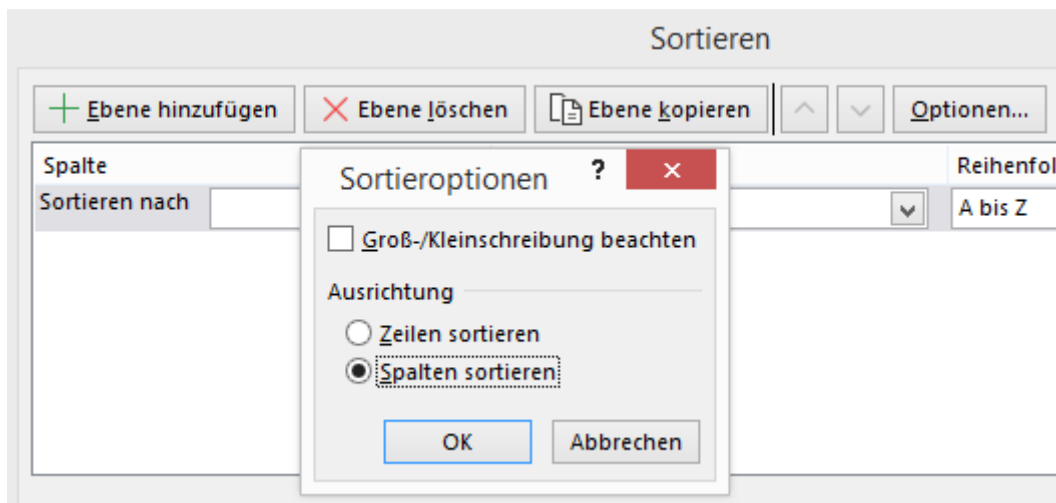 Sortieren
Ebene hinzufügen Ebene löschen Ebene kopieren Optionen...
Spalte
Sortieren nach
Reihenfol
A bis Z
Sortieroptionen ?
Groß-/Kleinschreibung beachten
Ausrichtung
Zeilen sortieren
Spalten sortieren
OK Abbrechen